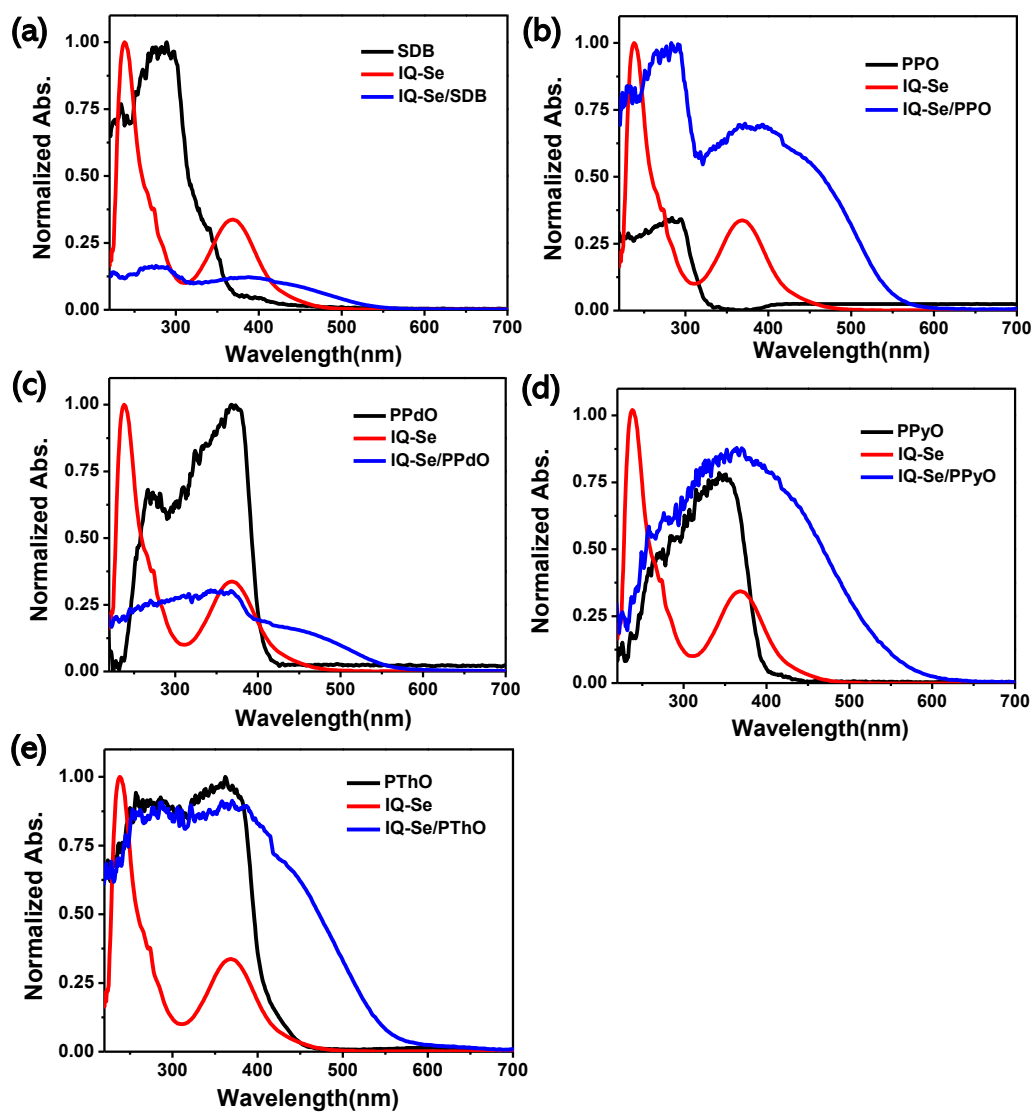 (a)
Normalized Abs.
1.00
0.75
0.50
0.25
0.00
SDB
IQ-Se
IQ-Se/SDB
300 400 500 600 700
Wavelength(nm)
(b)
Normalized Abs.
1.00
0.75
0.50
0.25
0.00
PPO
IQ-Se
IQ-Se/PPO
300 400 500 600 700
Wavelength(nm)
(c)
Normalized Abs.
1.00
0.75
0.50
0.25
0.00
PPdO
IQ-Se
IQ-Se/PPdO
300 400 500 600 700
Wavelength(nm)
(d)
Normalized Abs.
1.00
0.75
0.50
0.25
0.00
PPyO
IQ-Se
IQ-Se/PPyO
300 400 500 600 700
Wavelength(nm)
(e)
Normalized Abs.
1.00
0.75
0.50
0.25
0.00
PThO
IQ-Se
IQ-Se/PThO
300 400 500 600 700
Wavelength(nm)